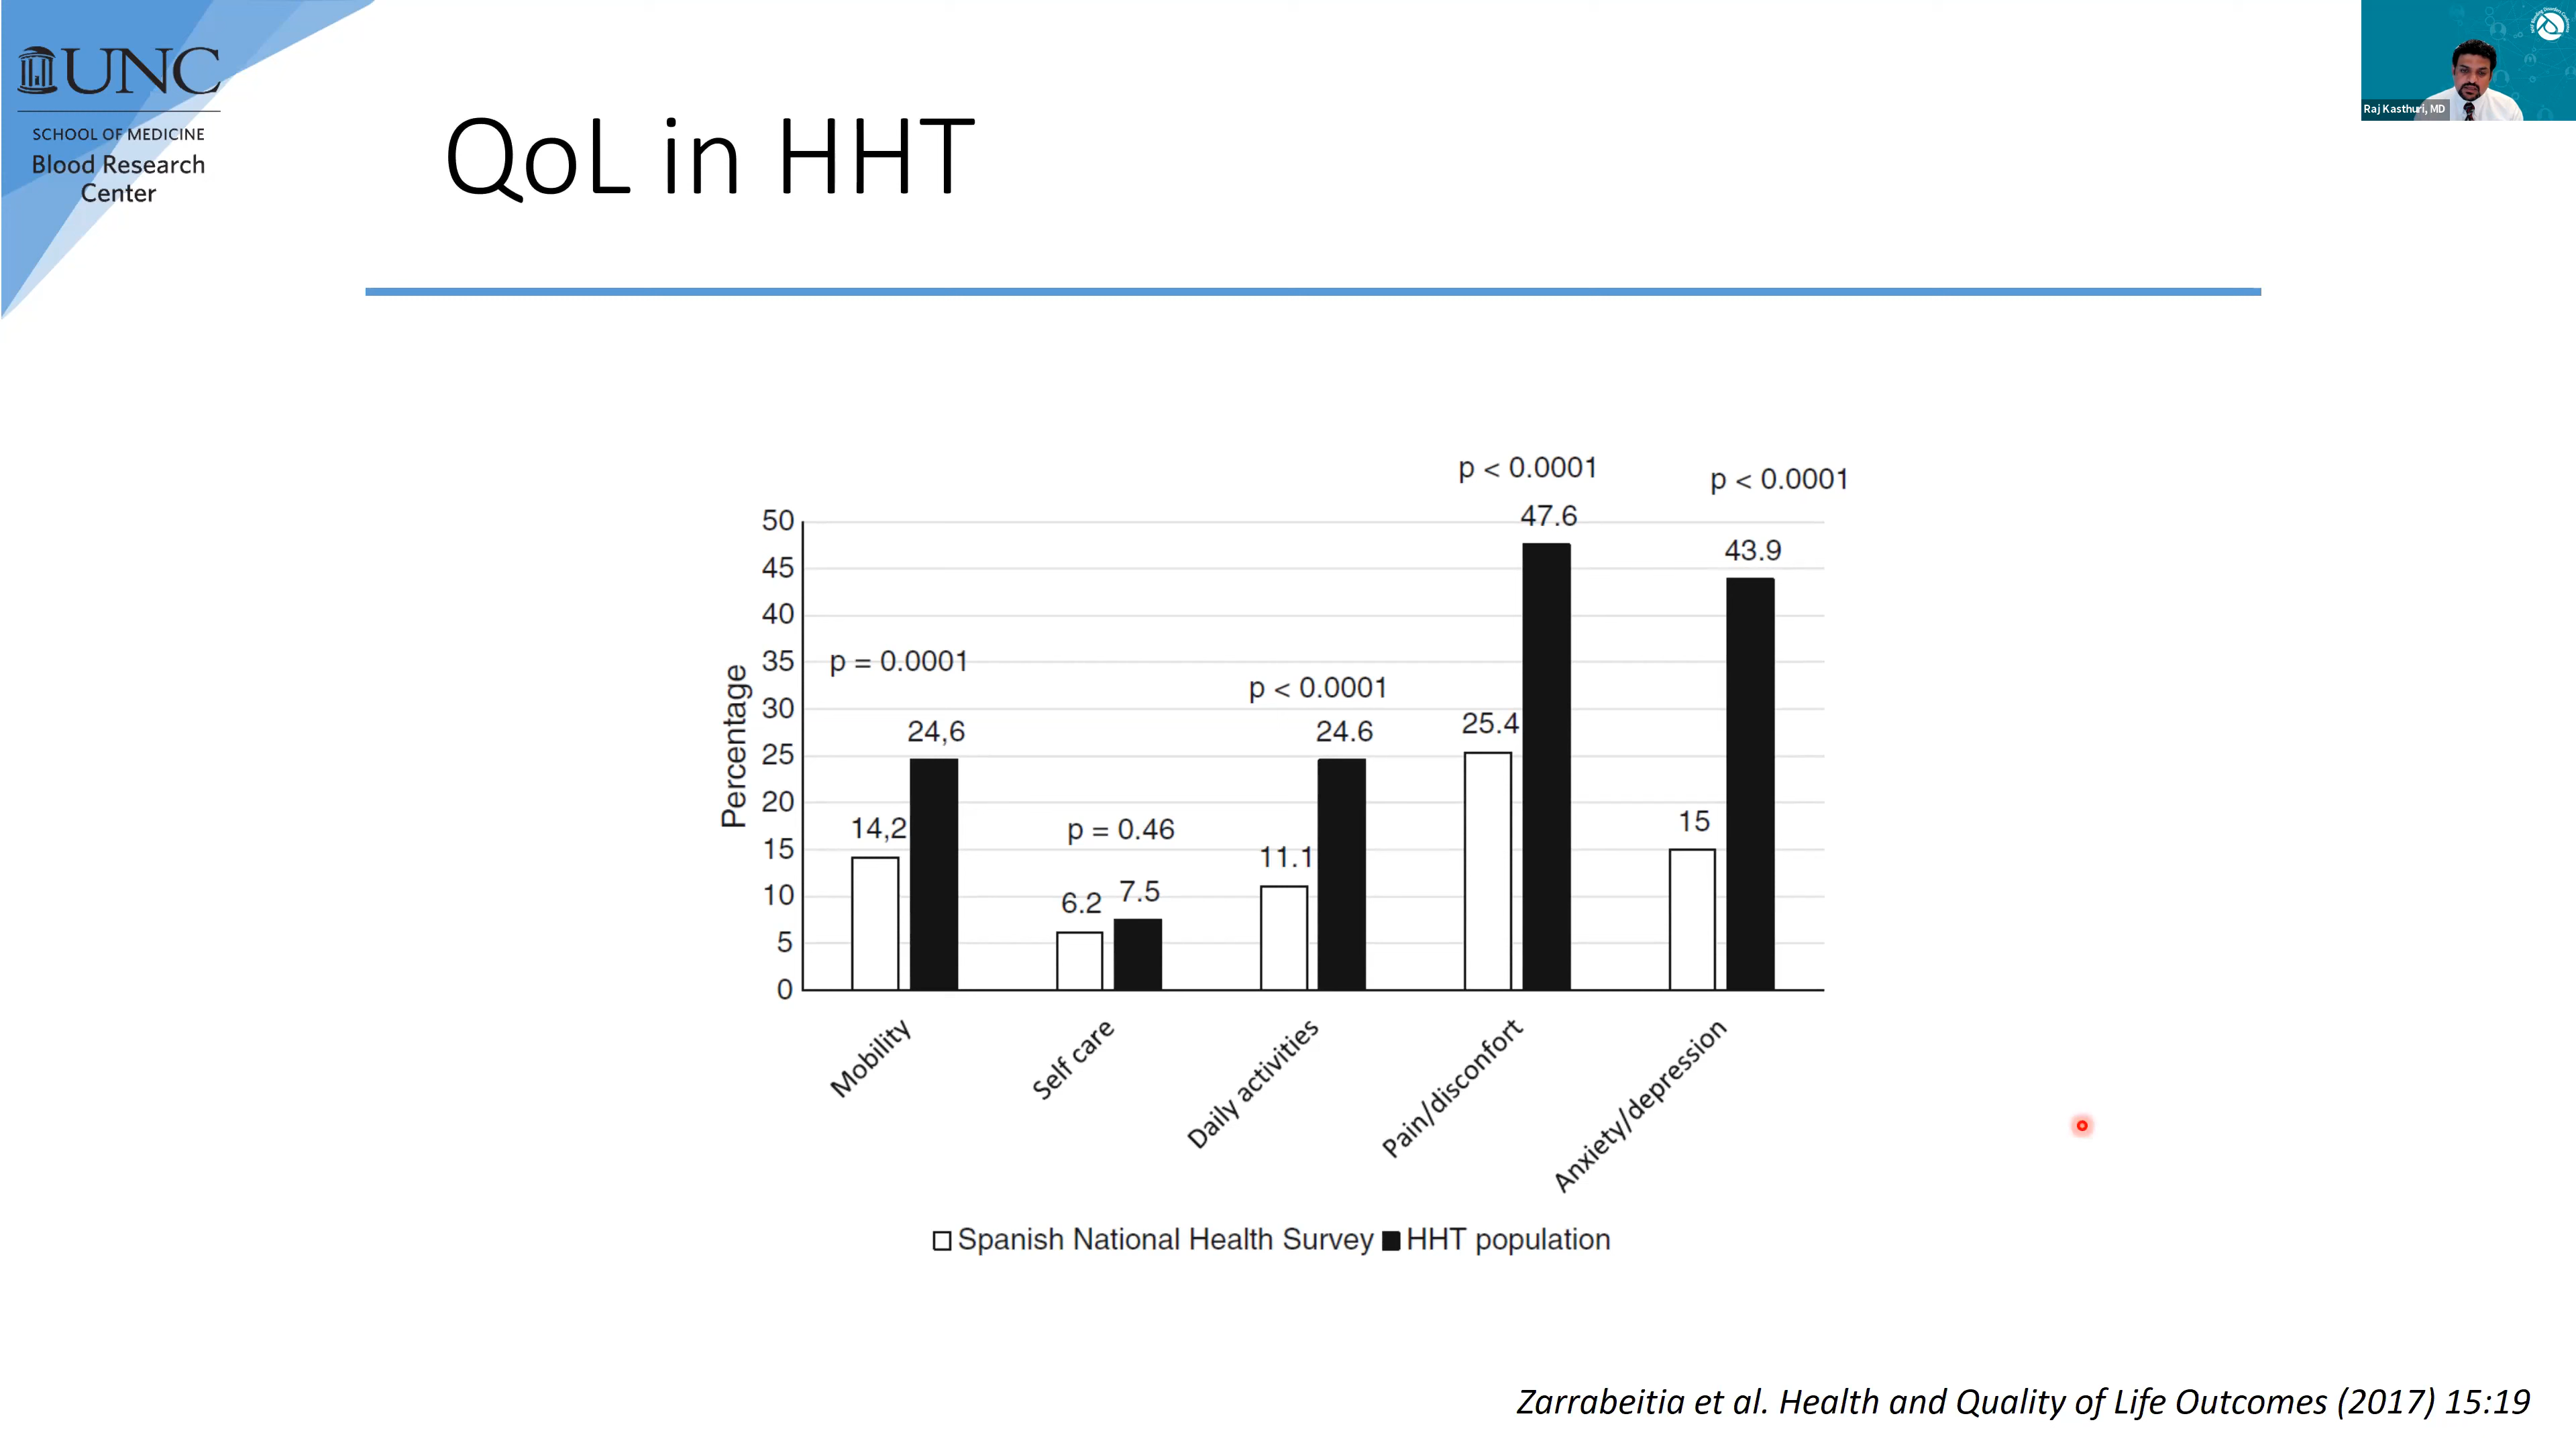 UNC
SCHOOL OF MEDICINE
Blood Research
Center
QoL in HHT
Raj Kasthuri, MD
p < 0.0001
p < 0.0001
50
47.6
45
43.9
40
35
p = 0.0001
p < 0.0001
30
24,6
24.6
25.4
25
20
14,2
p = 0.46
15
15
11.1
10
6.2
7.5
5
0
Percentage
Mobility
Self care
Daily activities
Pain/disconfort
Anxiety/depression
Spanish National Health Survey
HHT population
Zarrabeitia et al. Health and Quality of Life Outcomes (2017) 15:19